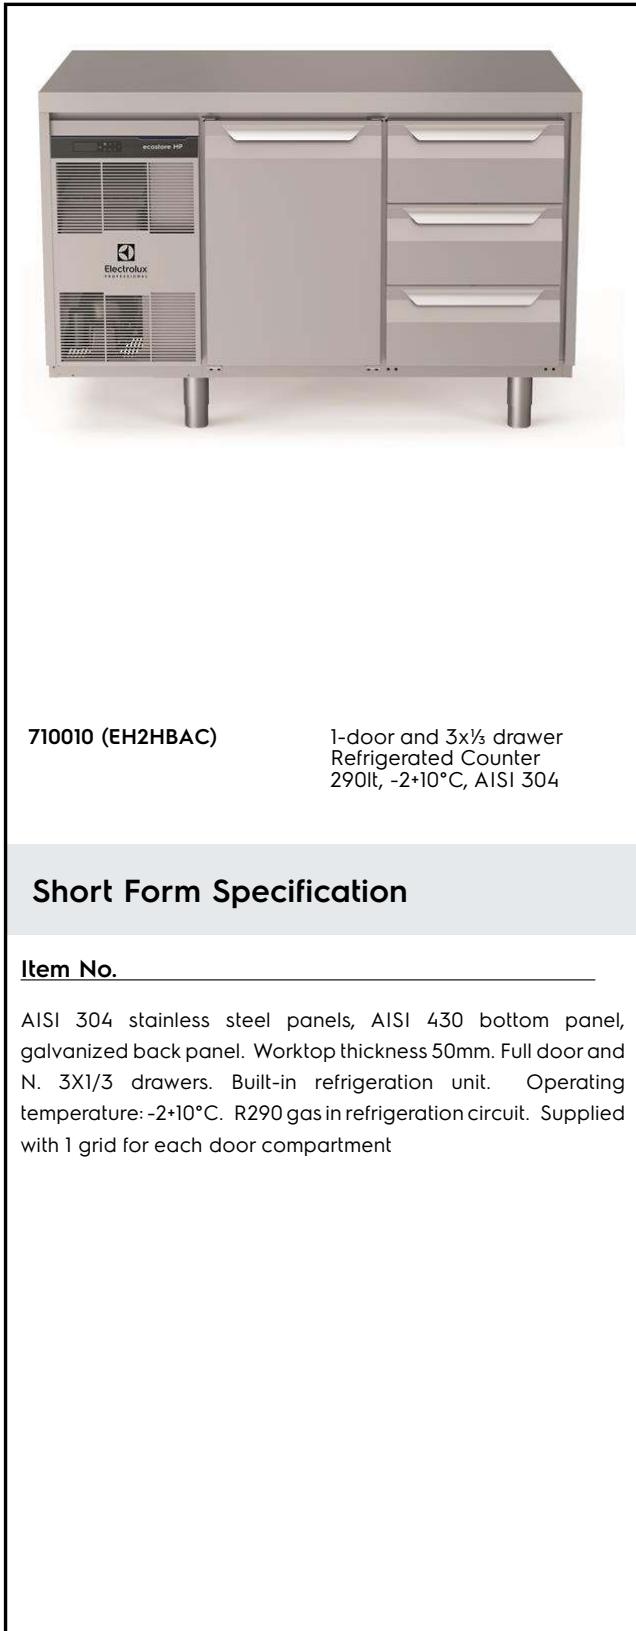 ecostore HP
Electrolux
PROFESSIONAL
710010 (EH2HBAC)
1-door and 3x⅓ drawer
Refrigerated Counter
290lt, -2+10°C, AISI 304
Short Form Specification
Item No.
AISI 304 stainless steel panels, AISI 430 bottom panel,
galvanized back panel. Worktop thickness 50mm. Full door and
N. 3X1/3 drawers. Built-in refrigeration unit. Operating
temperature: -2+10°C. R290 gas in refrigeration circuit. Supplied
with 1 grid for each door compartment